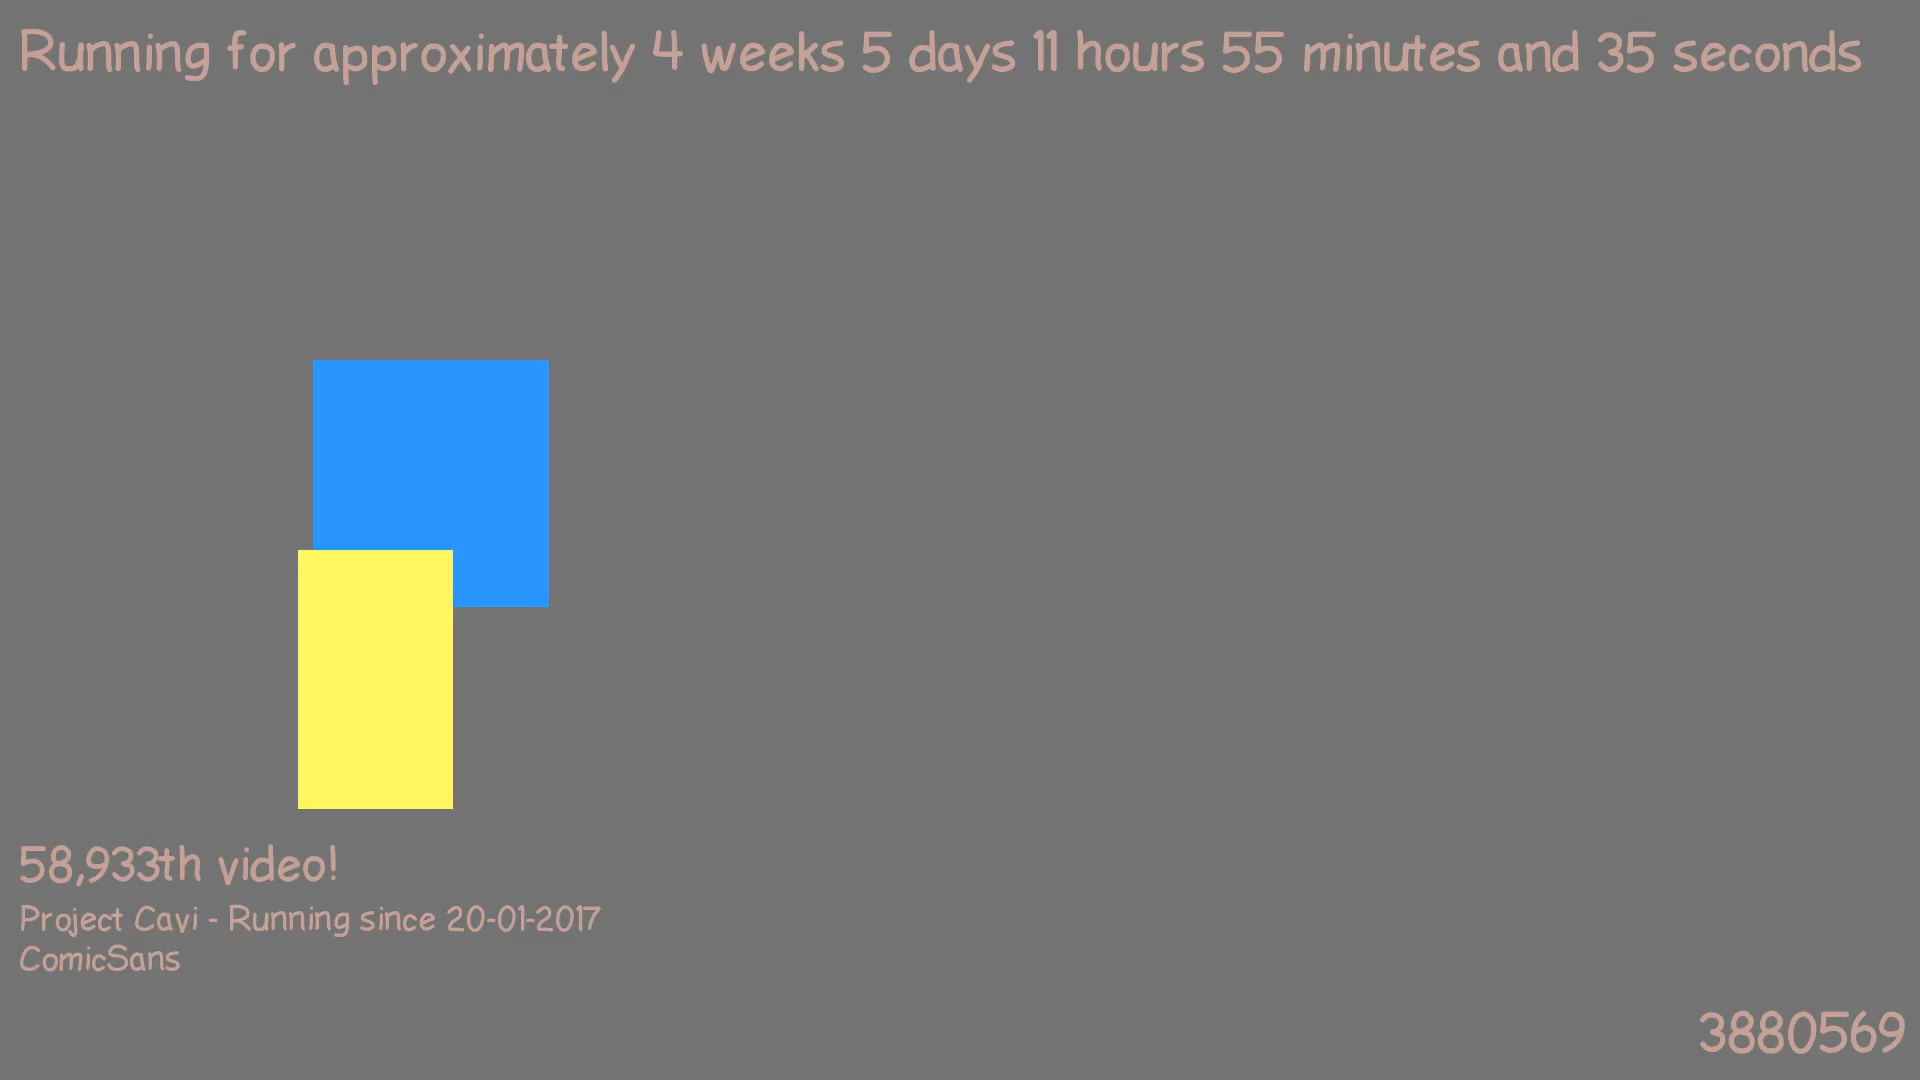 Running for approximately 4 weeks 5 days 11 hours 55 minutes and 35 seconds
58,933th video!
Project Cavi - Running since 20-01-2017
ComicSans
3880569